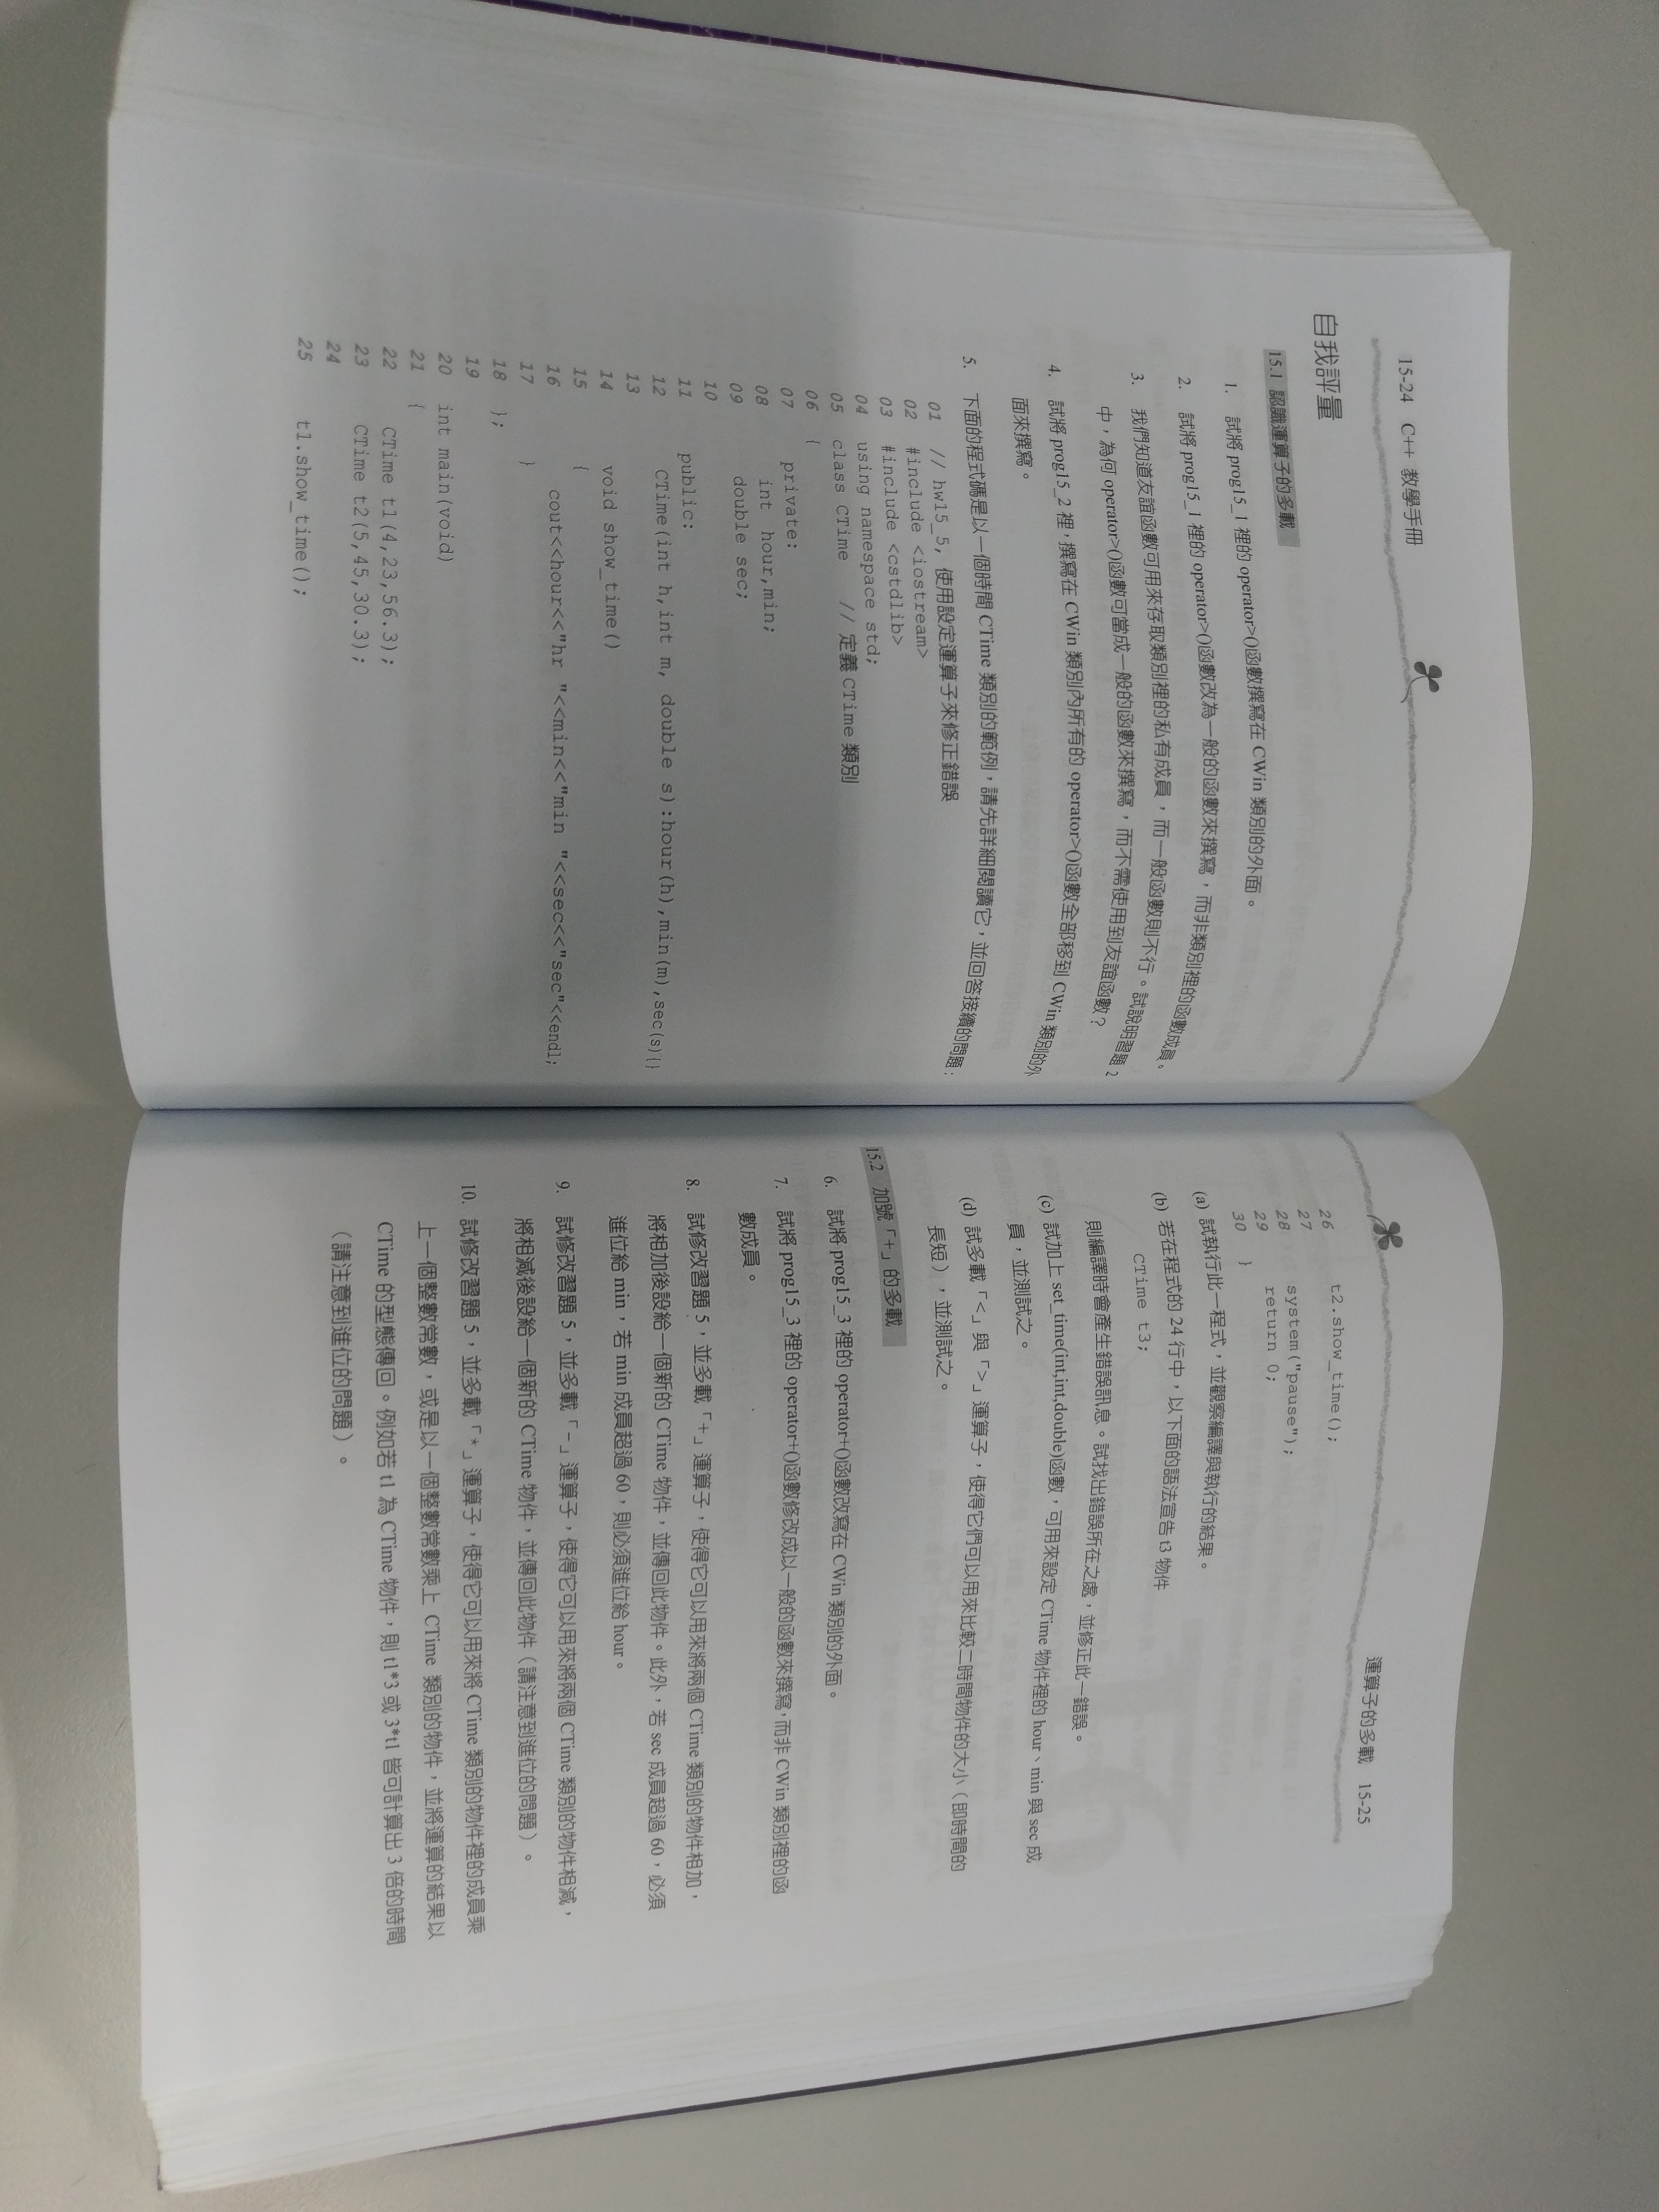 15-24 C++ 教學手冊
自我評量
15.1 認識運算子的多載
1. 試將 prog15_1 裡的 operator>()函數撰寫在 CWin 類別的外面。
2. 試將 prog15_1 裡的 operator>()函數改為一般的函數來撰寫，而非類別裡的函數成員。
3. 我們知道友誼函數可用來存取類別裡的私有成員，而一般函數則不行。試說明習題 2
中，為何 operator>()函數可當成一般的函數來撰寫，而不需使用到友誼函數？
4. 試將 prog15_2 裡，撰寫在 CWin 類別內所有的 operator>()函數全部移到 CWin 類別的外
面來撰寫。
5. 下面的程式碼是以一個時間 CTime 類別的範例，請先詳細閱讀它，並回答接續的問題：
01 // hw15_5, 使用設定運算子來修正錯誤
02 #include <iostream>
03 #include <cstdlib>
04 using namespace std;
05 class CTime // 定義 CTime 類別
06 {
07 private:
08 int hour,min;
09 double sec;
10
11 public:
12 CTime(int h,int m, double s):hour(h),min(m),sec(s){}
13
14 void show_time()
15 {
16 cout<<hour<<"hr "<<min<<"min "<<sec<<"sec"<<endl;
17 }
18 };
19
20 int main(void)
21 {
22 CTime t1(4,23,56.3);
23 CTime t2(5,45,30.3);
24
25 t1.show_time();
運算子的多載 15-25
26 t2.show_time();
27
28 system("pause");
29 return 0;
30 }
(a) 試執行此一程式，並觀察編譯與執行的結果。
(b) 若在程式的 24 行中，以下面的語法宣告 t3 物件
CTime t3;
則編譯時會產生錯誤訊息。試找出錯誤所在之處，並修正此一錯誤。
(c) 試加上 set_time(int,int,double)函數，可用來設定 CTime 物件裡的 hour、min 與 sec 成
員，並測試之。
(d) 試多載「<」與「>」運算子，使得它們可以用來比較二時間物件的大小（即時間的
長短），並測試之。
15.2 加號「+」的多載
6. 試將 prog15_3 裡的 operator+()函數改寫在 CWin 類別的外面。
7. 試將 prog15_3 裡的 operator+()函數修改成以一般的函數來撰寫，而非 CWin 類別裡的函
數成員。
8. 試修改習題 5，並多載「+」運算子，使得它可以用來將兩個 CTime 類別的物件相加，
將相加後設給一個新的 CTime 物件，並傳回此物件。此外，若 sec 成員超過 60，必須
進位給 min，若 min 成員超過 60，則必須進位給 hour。
9. 試修改習題 5，並多載「-」運算子，使得它可以用來將兩個 CTime 類別的物件相減，
將相減後設給一個新的 CTime 物件，並傳回此物件（請注意到進位的問題）。
10. 試修改習題 5，並多載「*」運算子，使得它可以用來將 CTime 類別的物件裡的成員乘
上一個整數常數，或是以一個整數常數乘上 CTime 類別的物件，並將運算的結果以
CTime 的型態傳回。例如若 t1 為 CTime 物件，則 t1*3 或 3*t1 皆可計算出 3 倍的時間
（請注意到進位的問題）。